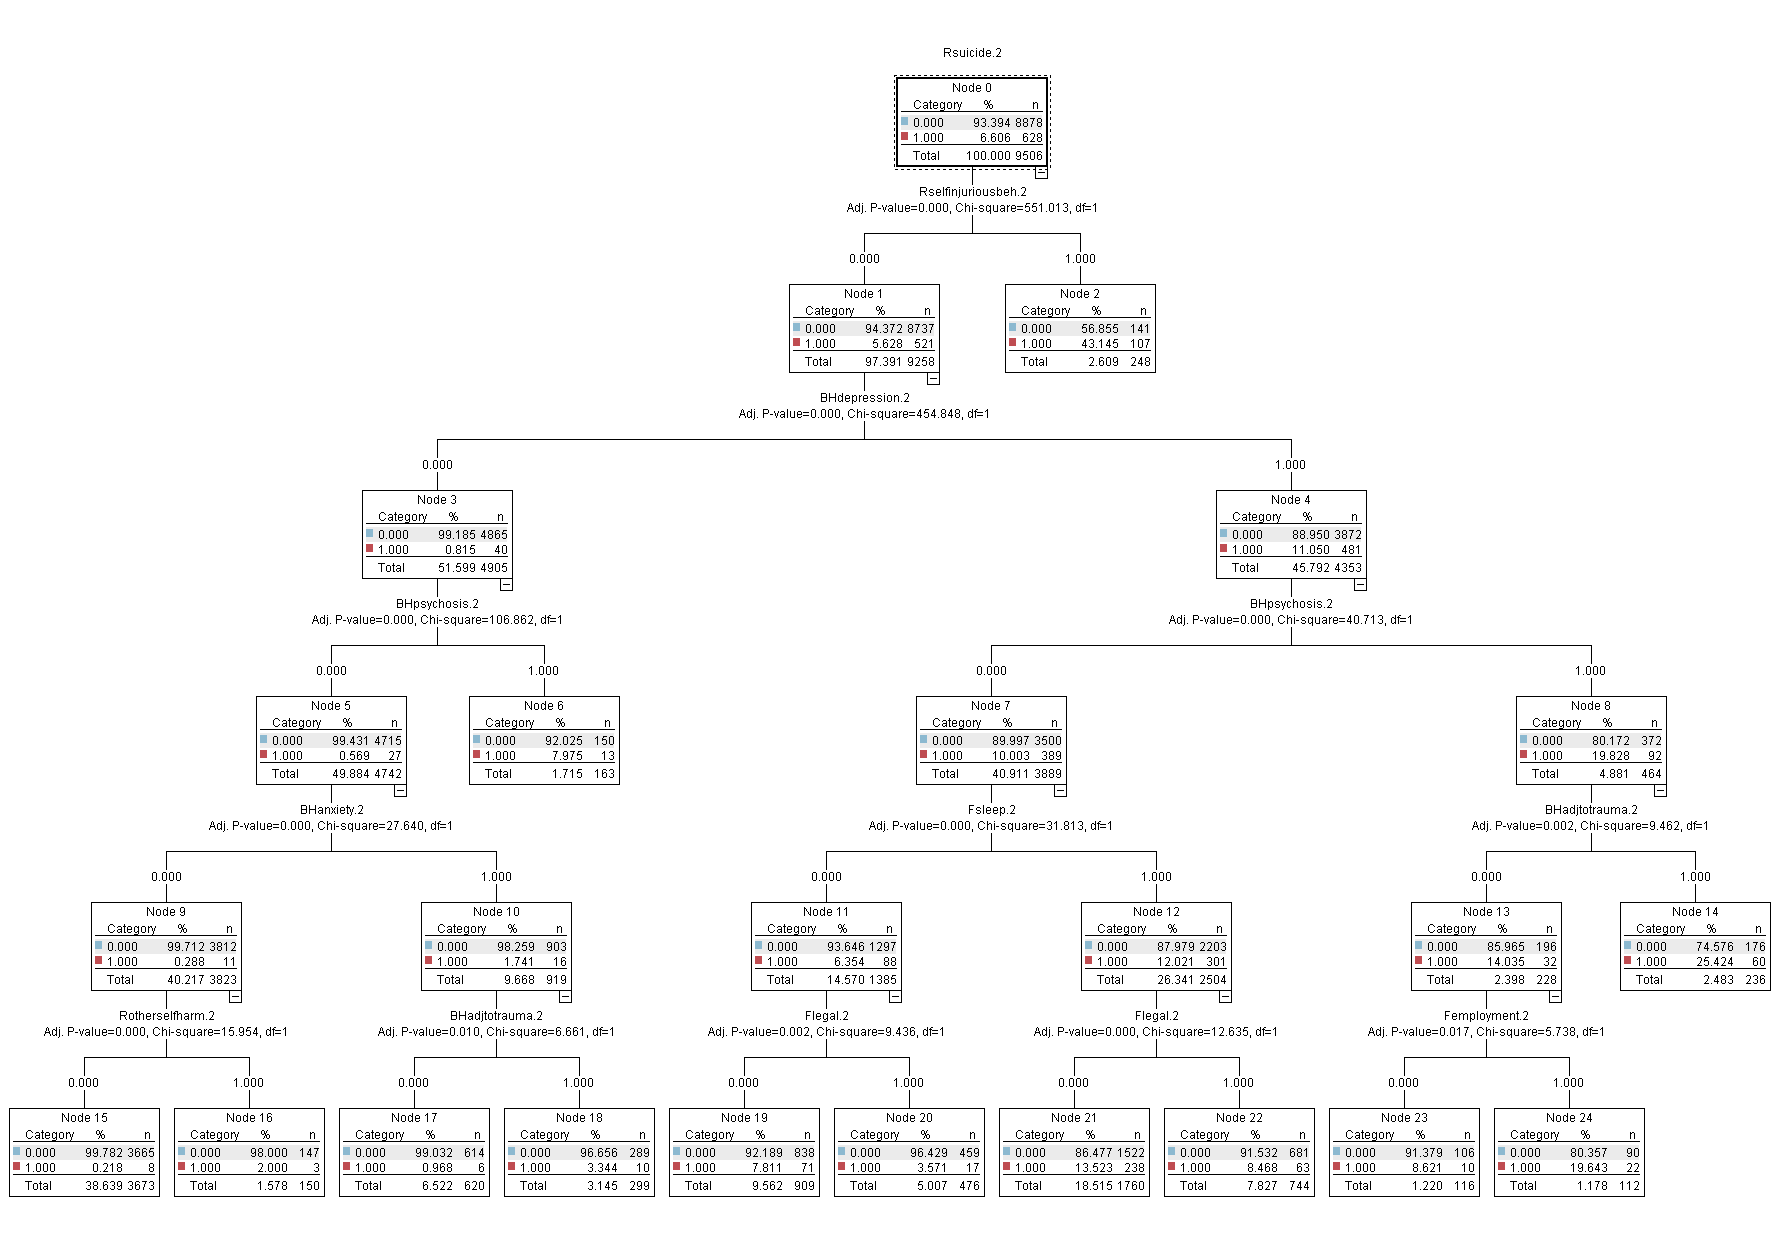 Rsuicide.2
Node 0
Category % n
0.000 93.394 8878
1.000 6.606 628
Total 100.000 9506
Rselfinjuriousbeh.2
Adj. P-value=0.000, Chi-square=551.013, df=1
0.000
1.000
Node 1
Category % n
0.000 94.372 8737
1.000 5.628 521
Total 97.391 9258
Node 2
Category % n
0.000 56.855 141
1.000 43.145 107
Total 2.609 248
BHdepression.2
Adj. P-value=0.000, Chi-square=454.848, df=1
0.000
1.000
Node 3
Category % n
0.000 99.185 4865
1.000 0.815 40
Total 51.599 4905
Node 4
Category % n
0.000 88.950 3872
1.000 11.050 481
Total 45.792 4353
BHpsychosis.2
Adj. P-value=0.000, Chi-square=106.862, df=1
BHpsychosis.2
Adj. P-value=0.000, Chi-square=40.713, df=1
0.000
1.000
0.000
1.000
Node 5
Category % n
0.000 99.431 4715
1.000 0.569 27
Total 49.884 4742
Node 6
Category % n
0.000 92.025 150
1.000 7.975 13
Total 1.715 163
Node 7
Category % n
0.000 89.997 3500
1.000 10.003 389
Total 40.911 3889
Node 8
Category % n
0.000 80.172 372
1.000 19.828 92
Total 4.881 464
BHanxiety.2
Adj. P-value=0.000, Chi-square=27.640, df=1
Fsleep.2
Adj. P-value=0.000, Chi-square=31.813, df=1
BHadjtotrauma.2
Adj. P-value=0.002, Chi-square=9.462, df=1
0.000
1.000
0.000
1.000
0.000
1.000
Node 9
Category % n
0.000 99.712 3812
1.000 0.288 11
Total 40.217 3823
Node 10
Category % n
0.000 98.259 903
1.000 1.741 16
Total 9.668 919
Node 11
Category % n
0.000 93.646 1297
1.000 6.354 88
Total 14.570 1385
Node 12
Category % n
0.000 87.979 2203
1.000 12.021 301
Total 26.341 2504
Node 13
Category % n
0.000 85.965 196
1.000 14.035 32
Total 2.398 228
Node 14
Category % n
0.000 74.576 176
1.000 25.424 60
Total 2.483 236
Rotherselfharm.2
Adj. P-value=0.000, Chi-square=15.954, df=1
BHadjtotrauma.2
Adj. P-value=0.010, Chi-square=6.661, df=1
Flegal.2
Adj. P-value=0.002, Chi-square=9.436, df=1
Flegal.2
Adj. P-value=0.000, Chi-square=12.635, df=1
Femployment.2
Adj. P-value=0.017, Chi-square=5.738, df=1
0.000
1.000
0.000
1.000
0.000
1.000
0.000
1.000
0.000
1.000
Node 15
Category % n
0.000 99.782 3665
1.000 0.218 8
Total 38.639 3673
Node 16
Category % n
0.000 98.000 147
1.000 2.000 3
Total 1.578 150
Node 17
Category % n
0.000 99.032 614
1.000 0.968 6
Total 6.522 620
Node 18
Category % n
0.000 96.656 289
1.000 3.344 10
Total 3.145 299
Node 19
Category % n
0.000 92.189 838
1.000 7.811 71
Total 9.562 909
Node 20
Category % n
0.000 96.429 459
1.000 3.571 17
Total 5.007 476
Node 21
Category % n
0.000 86.477 1522
1.000 13.523 238
Total 18.515 1760
Node 22
Category % n
0.000 91.532 681
1.000 8.468 63
Total 7.827 744
Node 23
Category % n
0.000 91.379 106
1.000 8.621 10
Total 1.220 116
Node 24
Category % n
0.000 80.357 90
1.000 19.643 22
Total 1.178 112